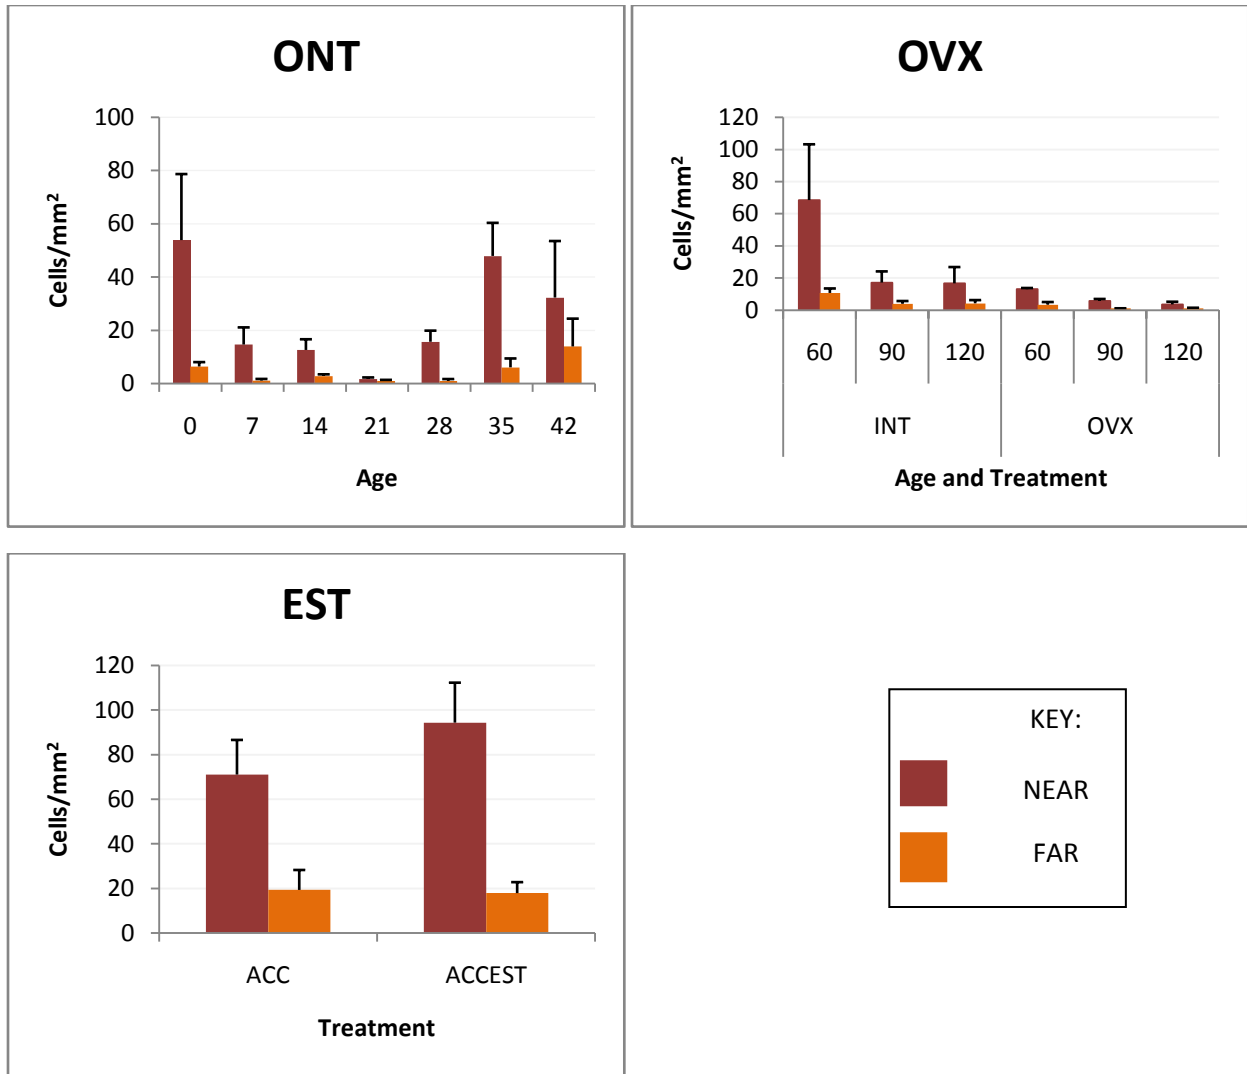 ONT
100
80
60
40
20
0
Cells/mm²
0 7 14 21 28 35 42
Age
OVX
120
100
80
60
40
20
0
Cells/mm²
60 90 120 60 90 120
INT OVX
Age and Treatment
EST
120
100
80
60
40
20
0
Cells/mm²
ACC ACCEST
Treatment
KEY:
NEAR
FAR